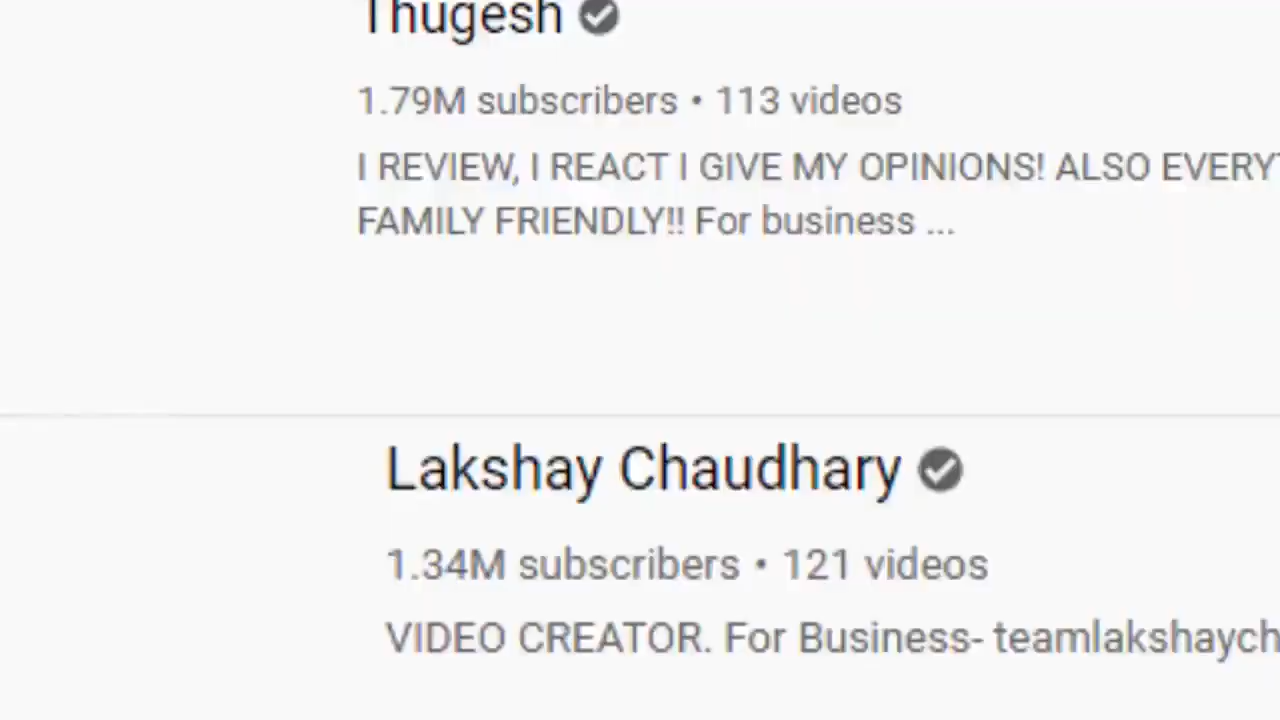 Thugesh
1.79M subscribers • 113 videos
I REVIEW, I REACT I GIVE MY OPINIONS! ALSO
FAMILY FRIENDLY!! For business ...
Lakshay Chaudhary
1.34M subscribers • 121 videos
VIDEO CREATOR. For Business-